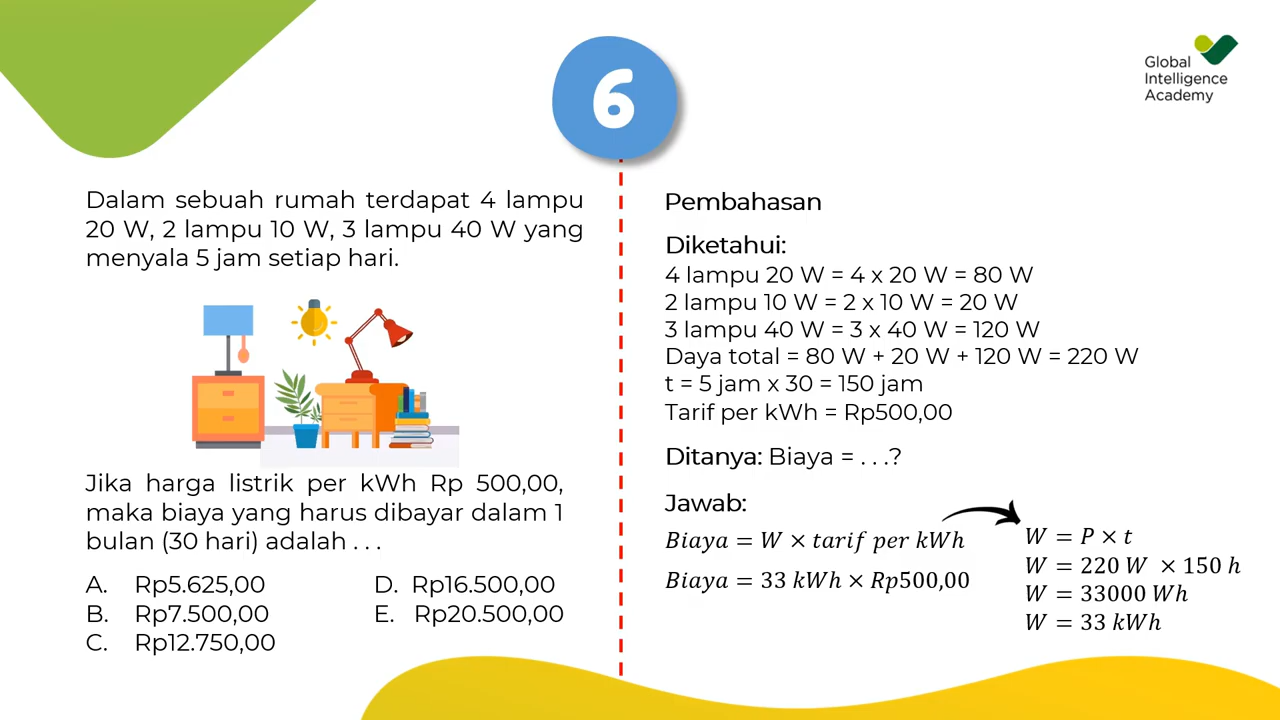 6
Global
Intelligence
Academy
Dalam sebuah rumah terdapat 4 lampu
20 W, 2 lampu 10 W, 3 lampu 40 W yang
menyala 5 jam setiap hari.
Jika harga listrik per kWh Rp 500,00,
maka biaya yang harus dibayar dalam 1
bulan (30 hari) adalah . . .
A. Rp5.625,00
B. Rp7.500,00
C. Rp12.750,00
D. Rp16.500,00
E. Rp20.500,00
Pembahasan
Diketahui:
4 lampu 20 W = 4 x 20 W = 80 W
2 lampu 10 W = 2 x 10 W = 20 W
3 lampu 40 W = 3 x 40 W = 120 W
Daya total = 80 W + 20 W + 120 W = 220 W
t = 5 jam x 30 = 150 jam
Tarif per kWh = Rp500,00
Ditanya: Biaya = . . .?
Jawab:
Biaya = W × tarif per kWh
Biaya = 33 kWh × Rp500,00
W = P × t
W = 220 W × 150 h
W = 33000 Wh
W = 33 kWh